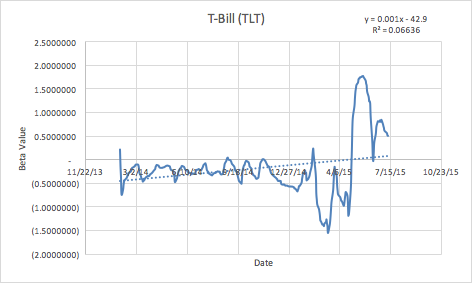 T-Bill (TLT)
y = 0.001x - 42.9
R² = 0.06636
2.5000000
2.0000000
1.5000000
1.0000000
0.5000000
-
(0.5000000)
(1.0000000)
(1.5000000)
(2.0000000)
Beta Value
11/22/13 3/2/14 6/10/14 9/18/14 12/27/14 4/6/15 7/15/15 10/23/15
Date